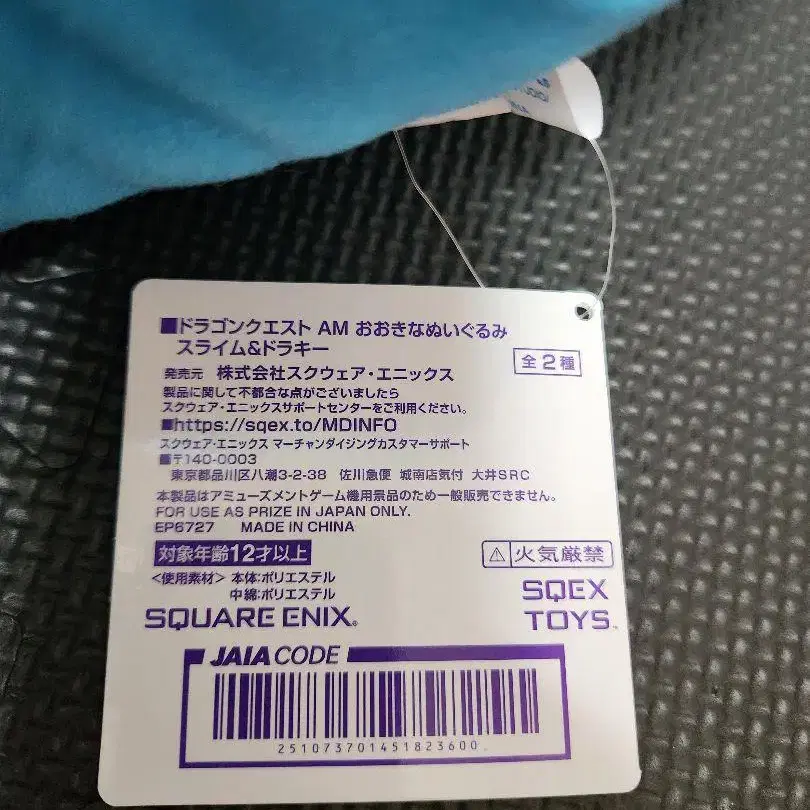 ■ドラゴンクエスト AM おおきなぬいぐるみ
スライム&ドラキー
全2種
発売元 株式会社スクウェア・エニックス
製品に関して不都合な点がございましたら
スクウェア・エニックスサポートセンターをご利用ください。
■https://sqex.to/MDINFO
スクウェア・エニックス マーチャンダイジングカスタマーサポート
■〒140-0003
東京都品川区八潮3-2-38 佐川急便 城南店気付 大井SRC
本製品はアミューズメントゲーム機用景品のため一般販売できません。
FOR USE AS PRIZE IN JAPAN ONLY.
EP6727 MADE IN CHINA
対象年齢12才以上
⚠火気厳禁
<使用素材> 本体:ポリエステル
中綿:ポリエステル
SQUARE ENIX®
SQEX
TOYS™
JAIA CODE
251073701451823600